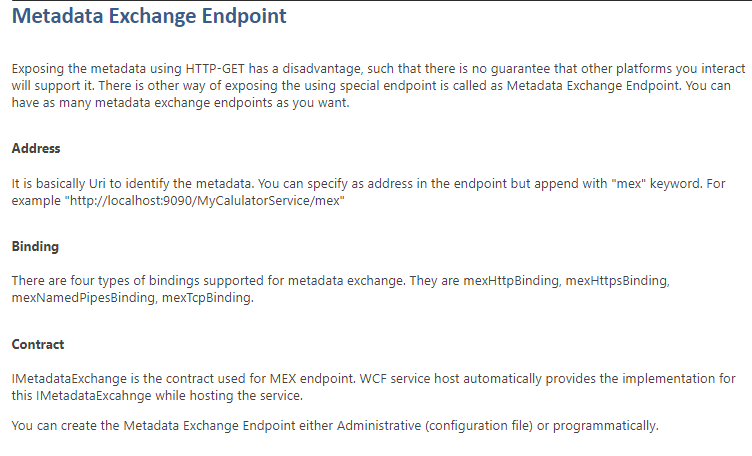 Metadata Exchange Endpoint
Exposing the metadata using HTTP-GET has a disadvantage, such that there is no guarantee that other platforms you interact
will support it. There is other way of exposing the using special endpoint is called as Metadata Exchange Endpoint. You can
have as many metadata exchange endpoints as you want.
Address
It is basically Uri to identify the metadata. You can specify as address in the endpoint but append with "mex" keyword. For
example "http://localhost:9090/MyCalulatorService/mex"
Binding
There are four types of bindings supported for metadata exchange. They are mexHttpBinding, mexHttpsBinding,
mexNamedPipesBinding, mexTcpBinding.
Contract
IMetadataExchange is the contract used for MEX endpoint. WCF service host automatically provides the implementation for
this IMetadataExcahnge while hosting the service.
You can create the Metadata Exchange Endpoint either Administrative (configuration file) or programmatically.